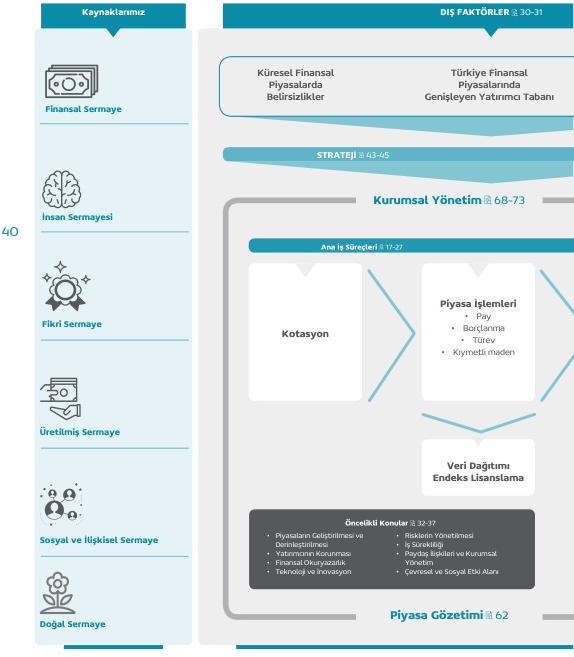 Kaynaklarımız
Finansal Sermaye
İnsan Sermayesi
Fikri Sermaye
Üretilmiş Sermaye
Sosyal ve İlişkisel Sermaye
Doğal Sermaye
40
DIŞ FAKTÖRLER 30-31
Küresel Finansal
Piyasalarda
Belirsizlikler
Türkiye Finansal
Piyasalarında
Genişleyen Yatırımcı Tabanı
STRATEJİ 43-45
Kurumsal Yönetim 68-73
Ana İş Süreçleri 17-27
Kotasyon
Piyasa İşlemleri
• Pay
• Borçlanma
• Türev
• Kıymetli maden
Veri Dağıtımı
Endeks Lisanslama
Öncelikli Konular 32-37
• Piyasaların Geliştirilmesi ve
Derinleştirilmesi
• Yatırımcının Korunması
• Finansal Okuryazarlık
• Teknoloji ve İnovasyon
• Risklerin Yönetilmesi
• İş Sürekliliği
• Paydaş İlişkileri ve Kurumsal
Yönetim
• Çevresel ve Sosyal Etki Alanı
Piyasa Gözetimi 62